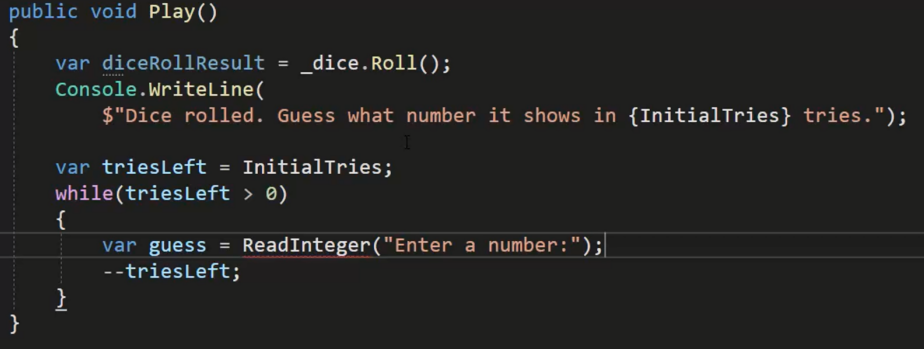 public void Play()
{
var diceRollResult = _dice.Roll();
Console.WriteLine(
$"Dice rolled. Guess what number it shows in {InitialTries} tries.");
var triesLeft = InitialTries;
while(triesLeft > 0)
{
var guess = ReadInteger("Enter a number:");
--triesLeft;
}
}